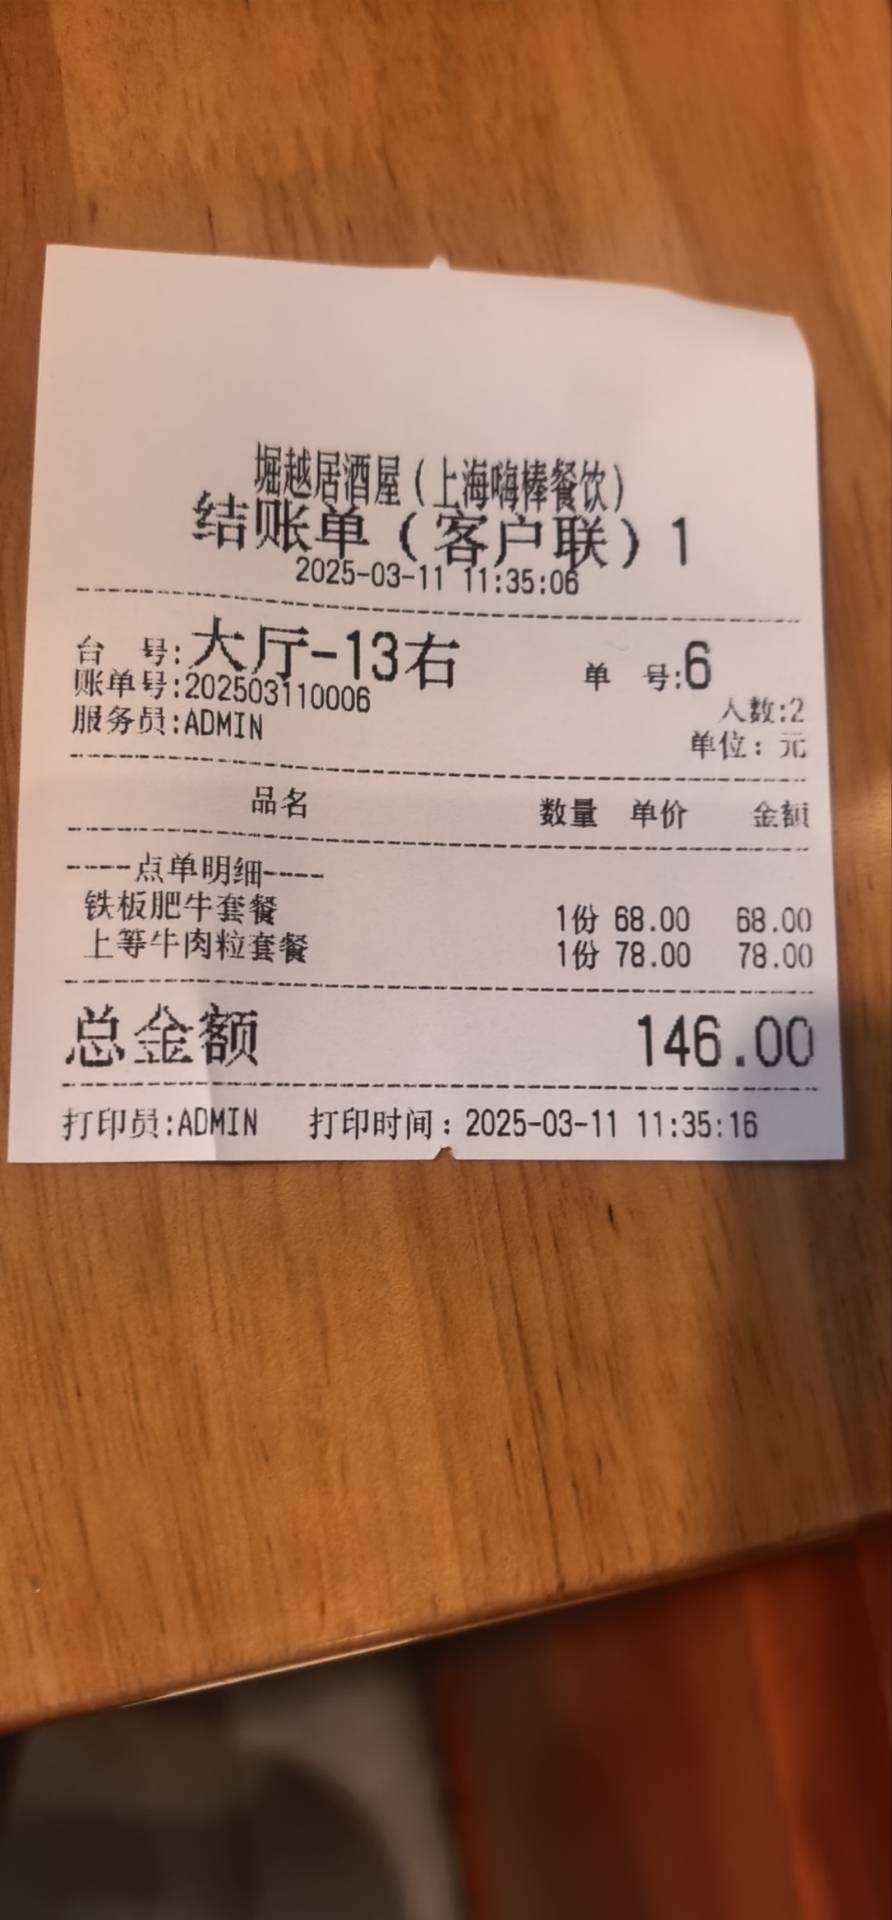 堀越居酒屋(上海嗨棒餐饮)
结账单(客户联)1
2025-03-11 11:35:06
台 号:大厅-13右 单 号:6
账单号:202503110006 人数:2
服务员:ADMIN 单位：元
品名 数量 单价 金额
----点单明细----
铁板肥牛套餐 1份 68.00 68.00
上等牛肉粒套餐 1份 78.00 78.00
总金额 146.00
打印员:ADMIN 打印时间：2025-03-11 11:35:16